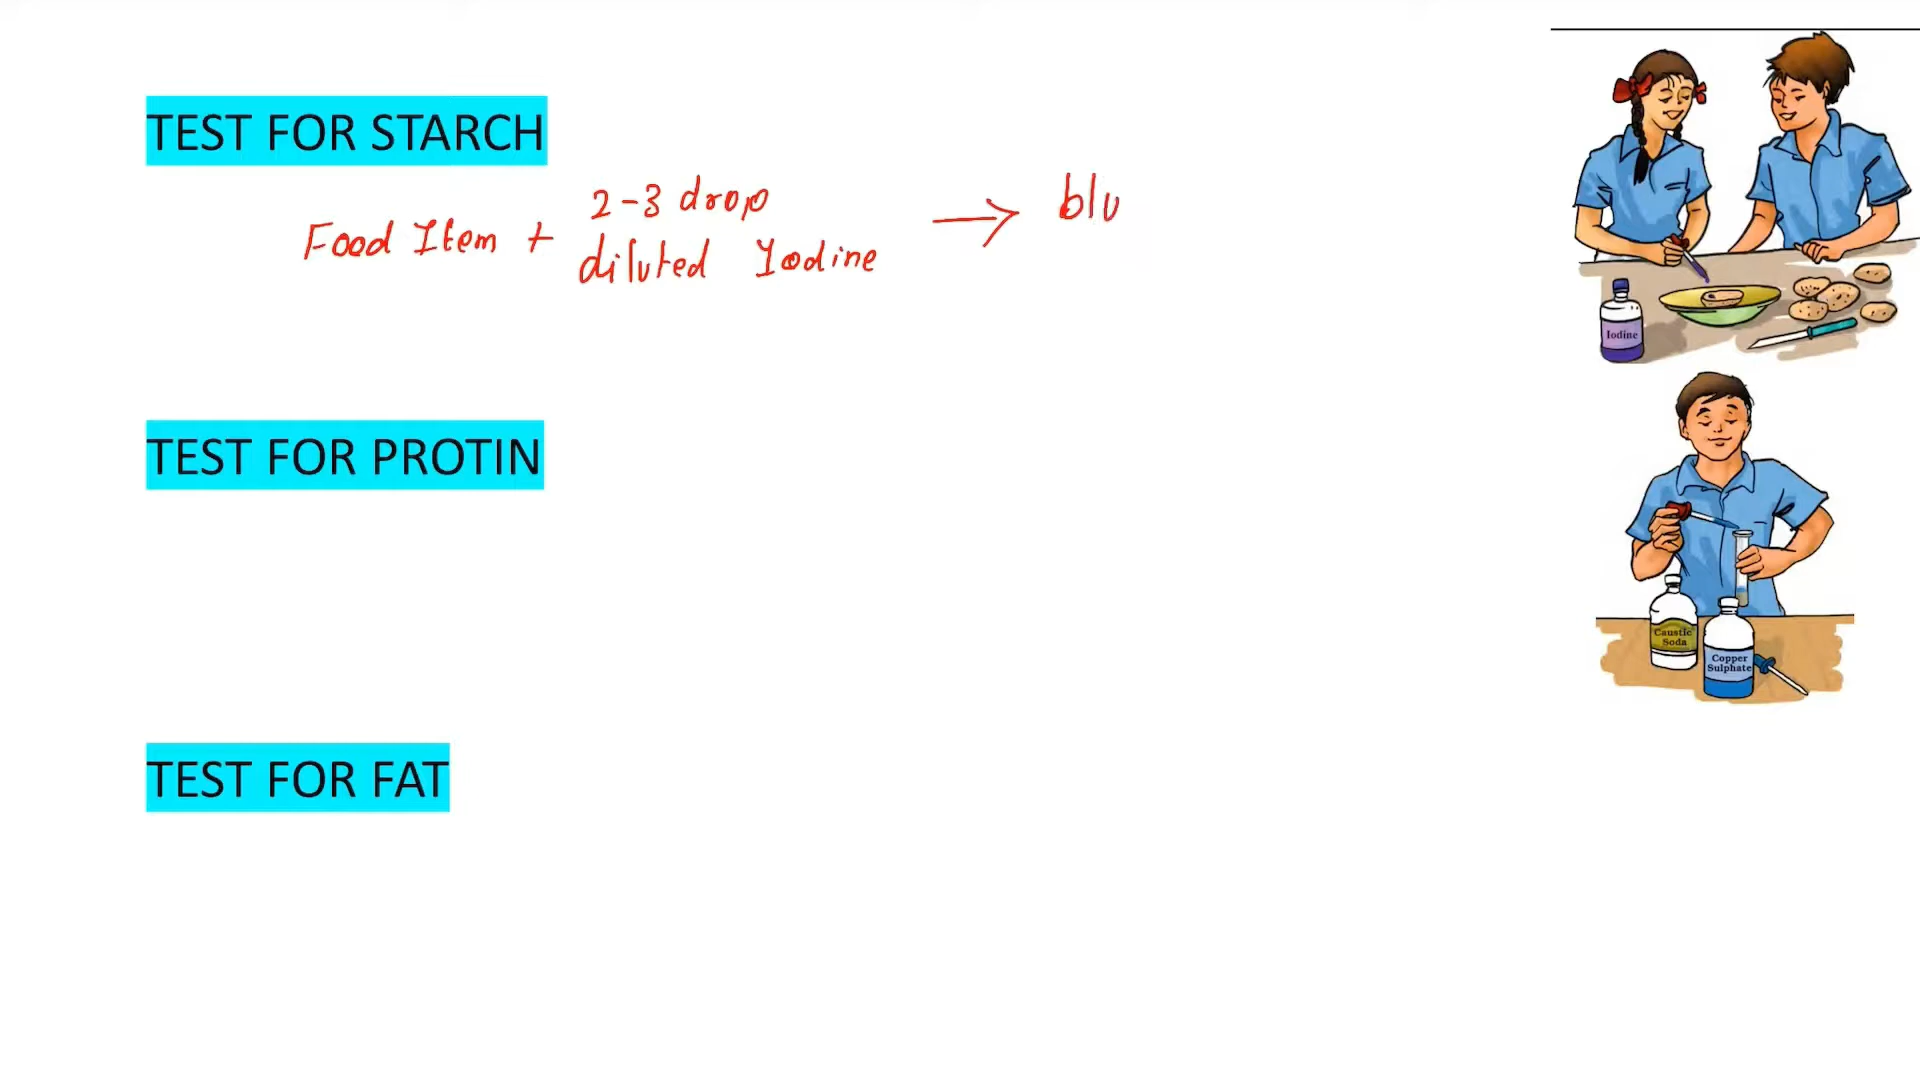 TEST FOR STARCH
2-3 drop
Food Item + diluted Iodine → blu
Iodine
TEST FOR PROTIN
Caustic
Soda
Copper
Sulphate
TEST FOR FAT